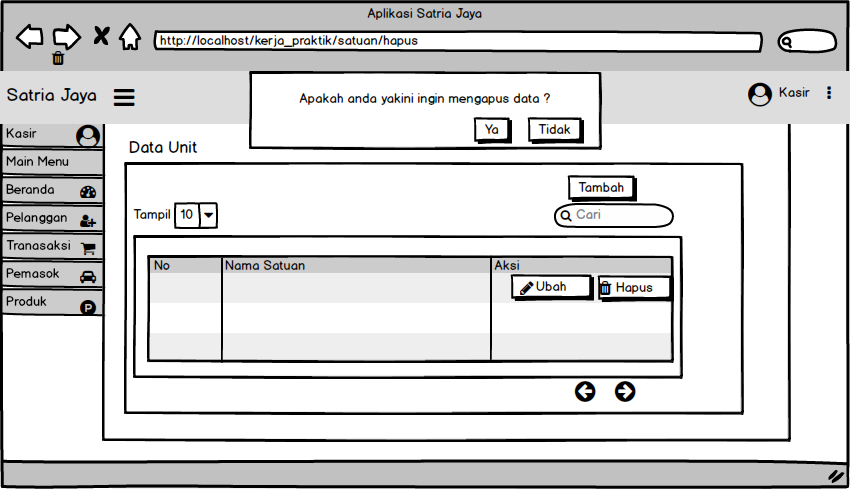 Aplikasi Satria Jaya
http://localhost/kerja_praktik/satuan/hapus
Satria Jaya
Apakah anda yakini ingin mengapus data ?
Ya
Tidak
Kasir
Kasir
Main Menu
Beranda
Pelanggan
Tranasaksi
Pemasok
Produk
P
Data Unit
Tambah
Tampil 10
Cari
No Nama Satuan Aksi
Ubah Hapus